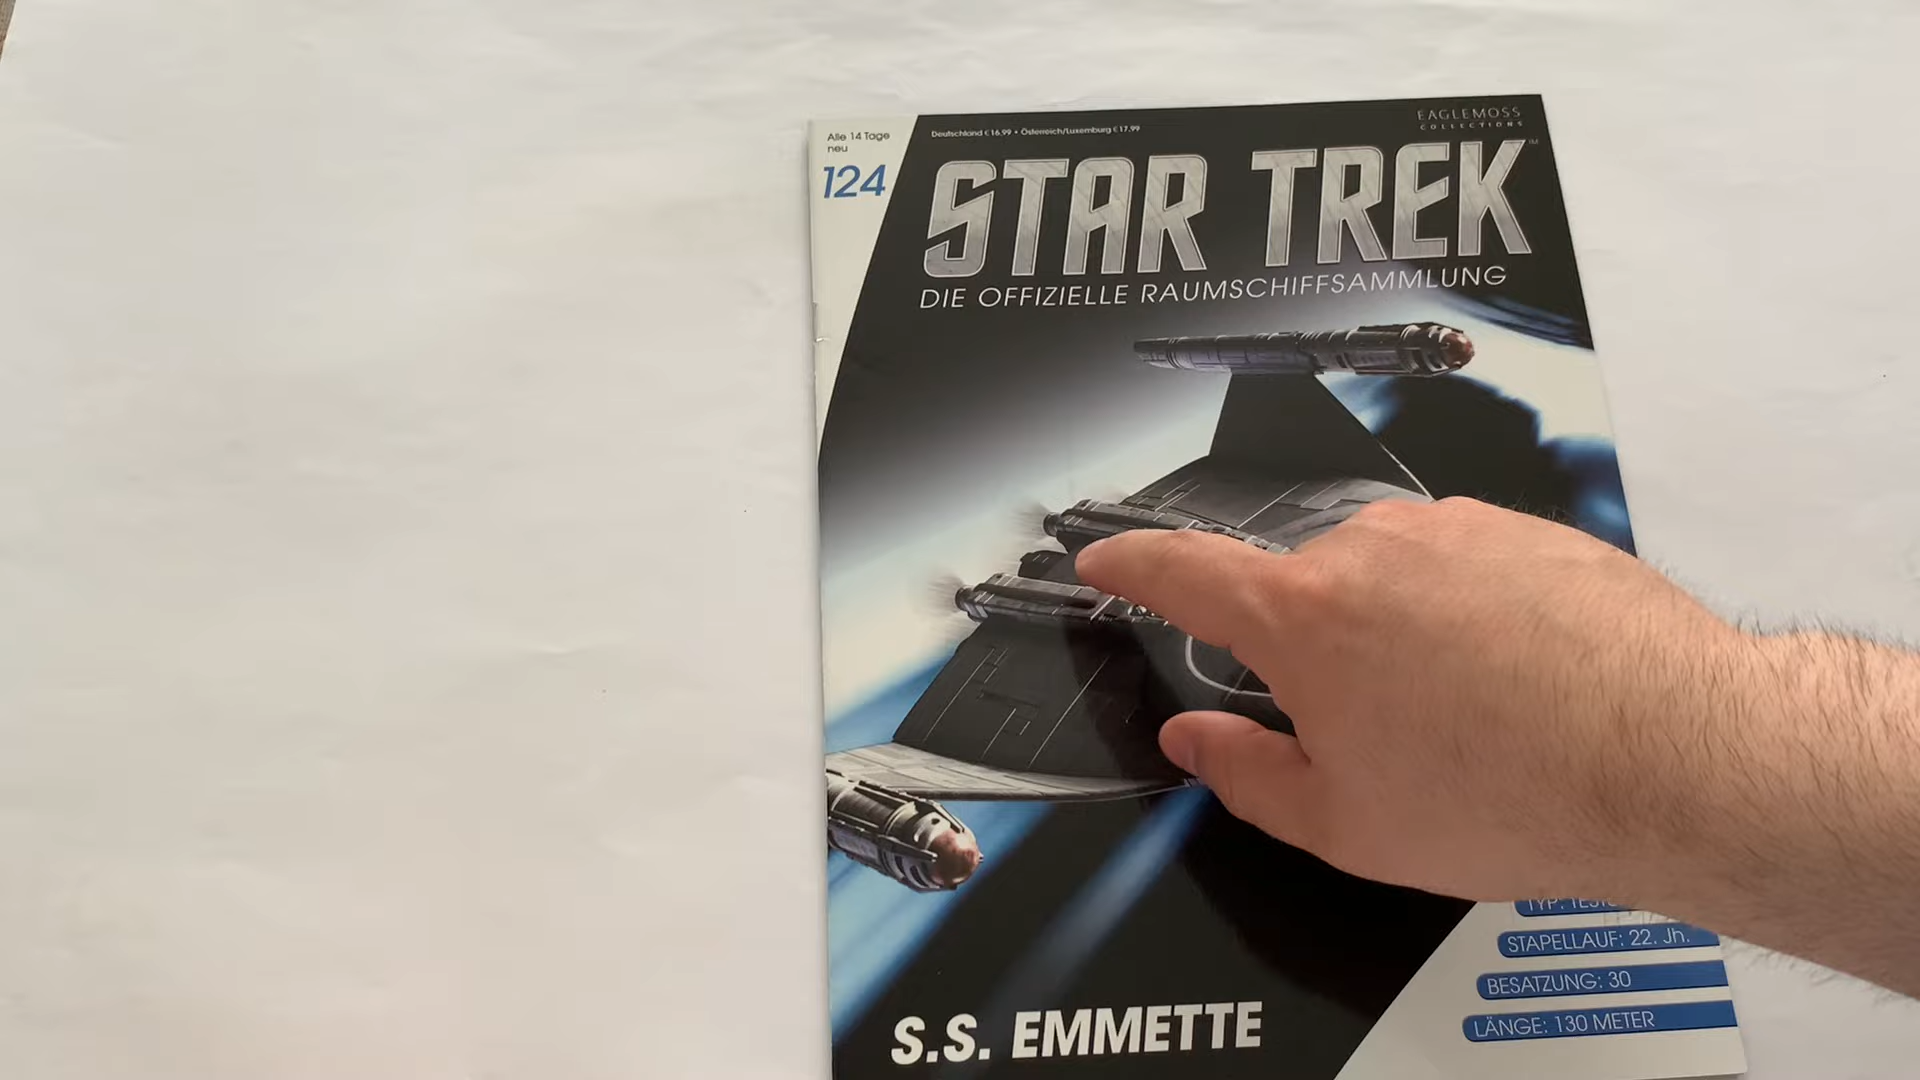 Alle 14 Tage
neu
124
Deutschland € 16,99 • Österreich/Luxemburg € 17,99
EAGLEMOSS
COLLECTIONS
STAR TREK™
DIE OFFIZIELLE RAUMSCHIFFSAMMLUNG
TYP:
STAPELLAUF: 22. Jh.
BESATZUNG: 30
LÄNGE: 130 METER
S.S. EMMETTE